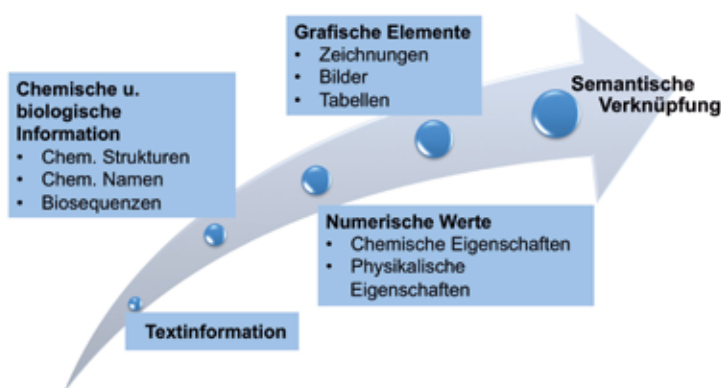 Grafische Elemente
• Zeichnungen
• Bilder
• Tabellen
Chemische u.
biologische
Information
• Chem. Strukturen
• Chem. Namen
• Biosequenzen
Semantische
Verknüpfung
Numerische Werte
• Chemische Eigenschaften
• Physikalische
Eigenschaften
Textinformation